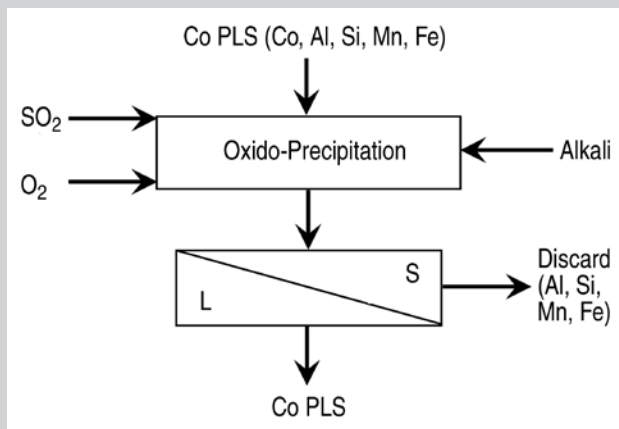 Co PLS (Co, Al, Si, Mn, Fe)
SO₂
Oxido-Precipitation
Alkali
O₂
S
L
Discard
(Al, Si,
Mn, Fe)
Co PLS